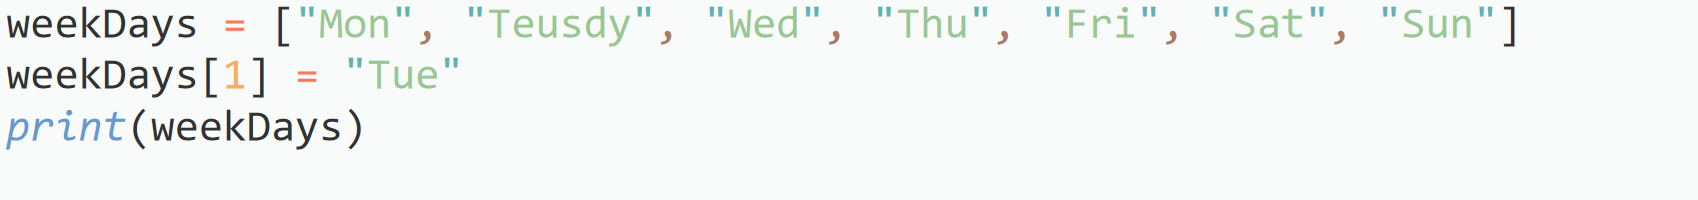 weekDays = ["Mon", "Teusdy", "Wed", "Thu", "Fri", "Sat", "Sun"]
weekDays[1] = "Tue"
print(weekDays)